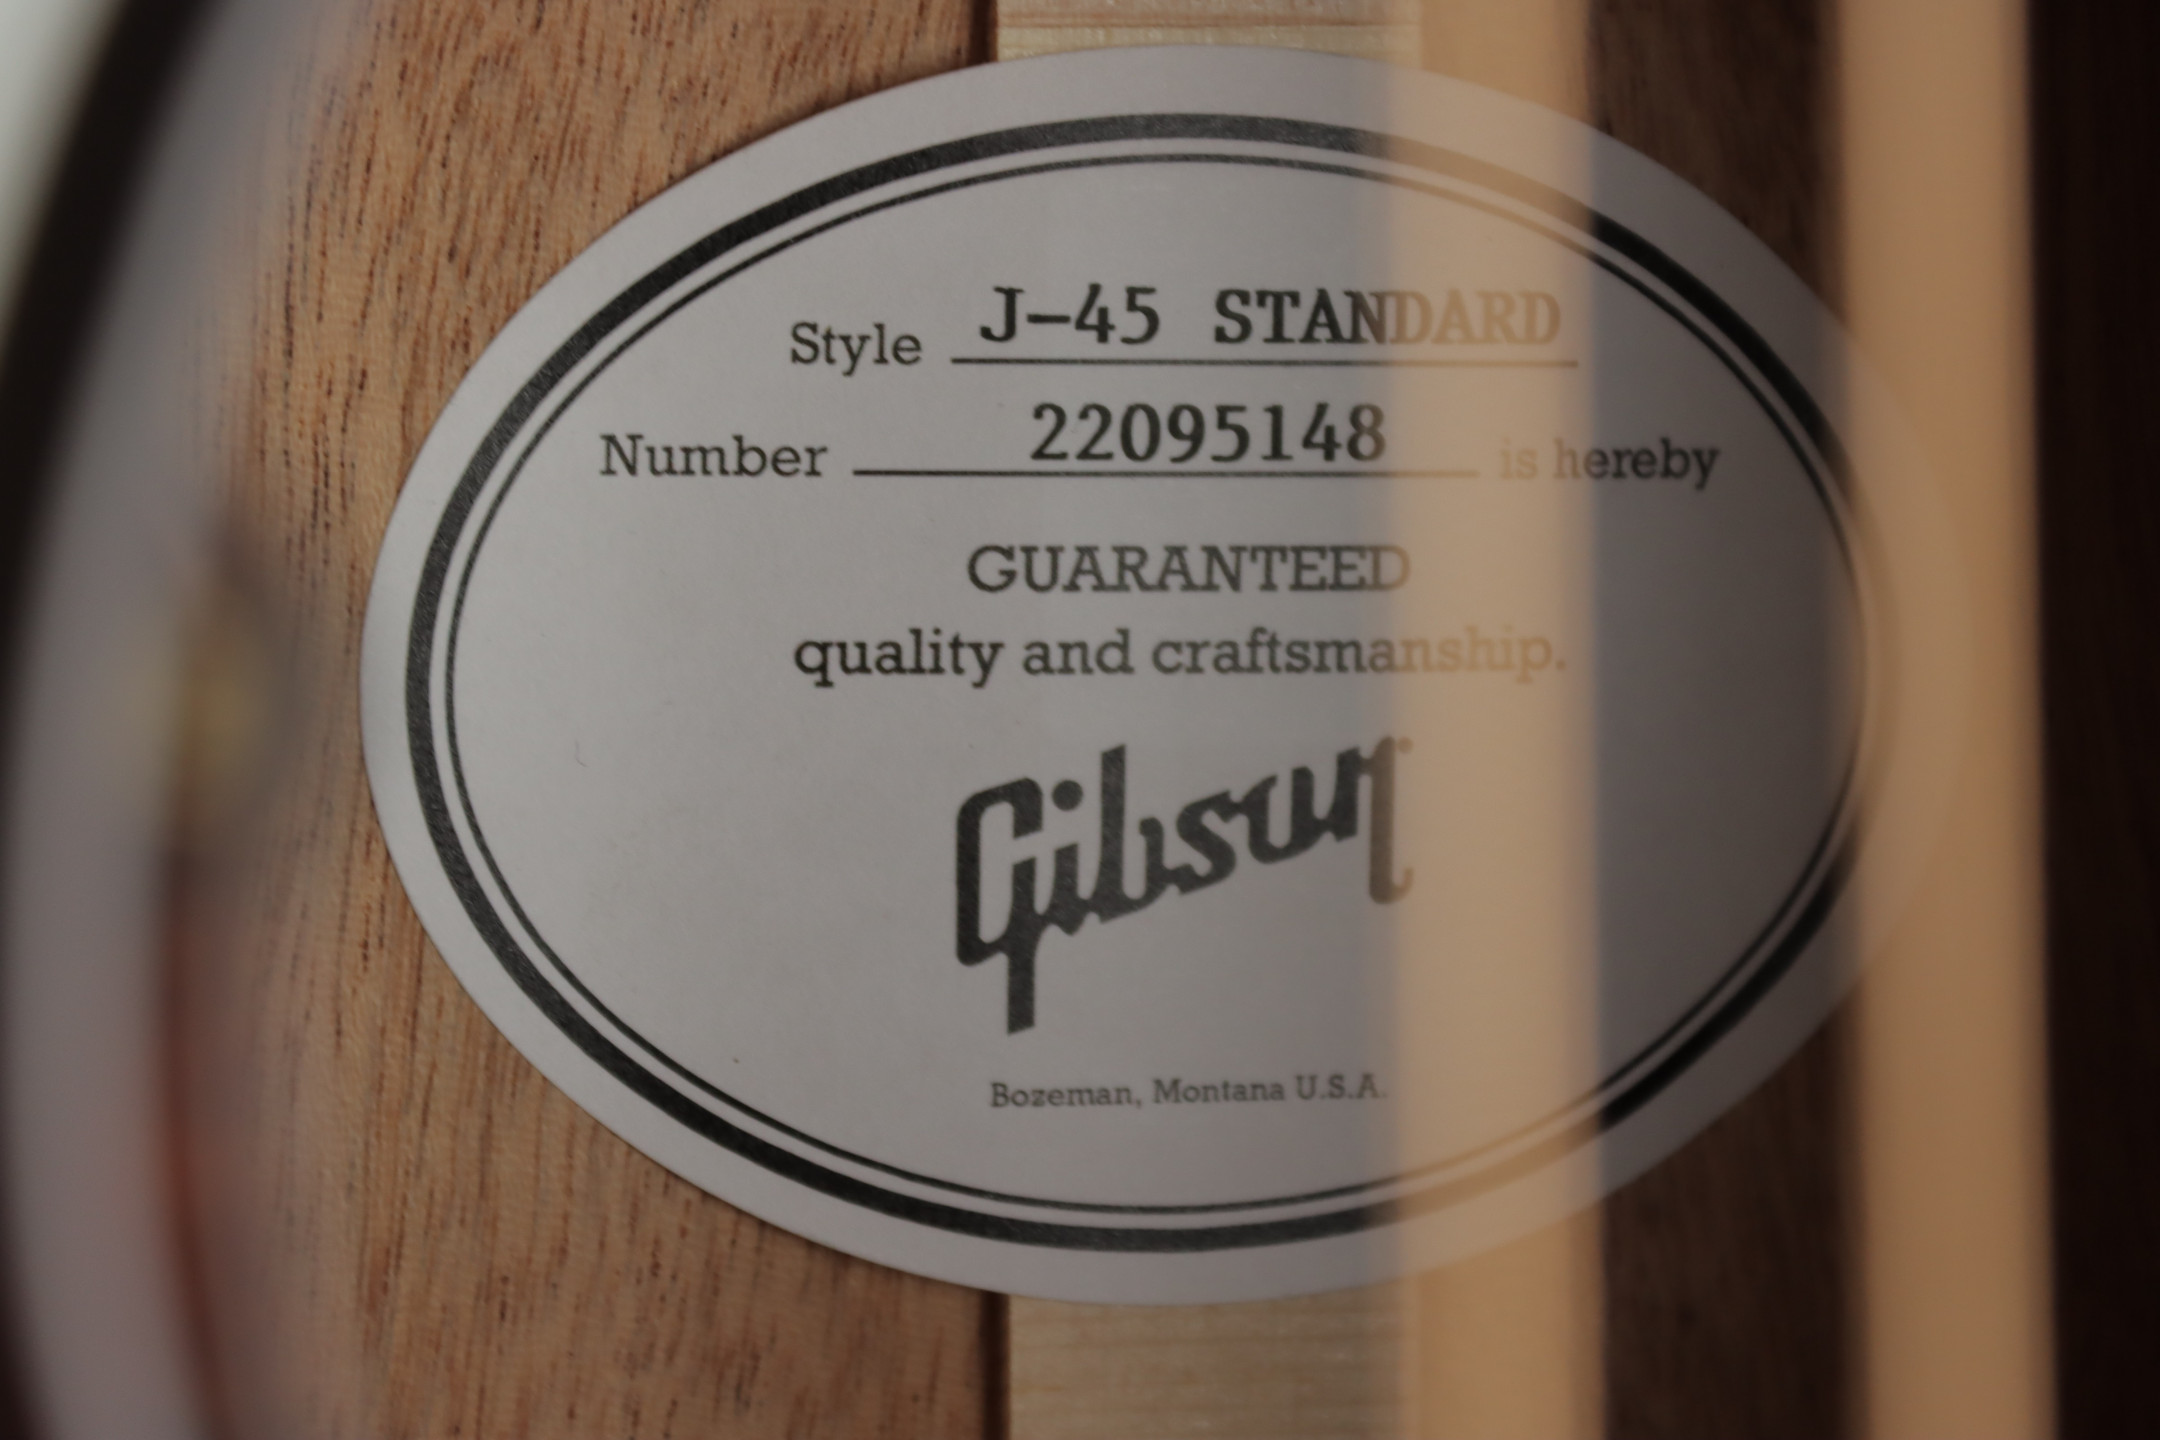 Style J-45 STANDARD
Number 22095148 is hereby
GUARANTEED
quality and craftsmanship.
Gibson
Bozeman, Montana U.S.A.